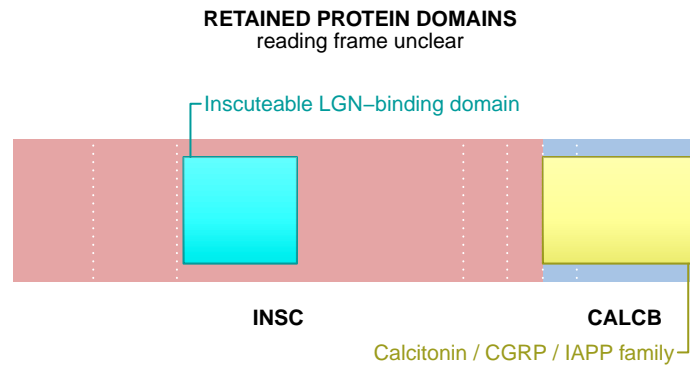 RETAINED PROTEIN DOMAINS
reading frame unclear
Inscuteable LGN−binding domain
INSC
CALCB
Calcitonin / CGRP / IAPP family